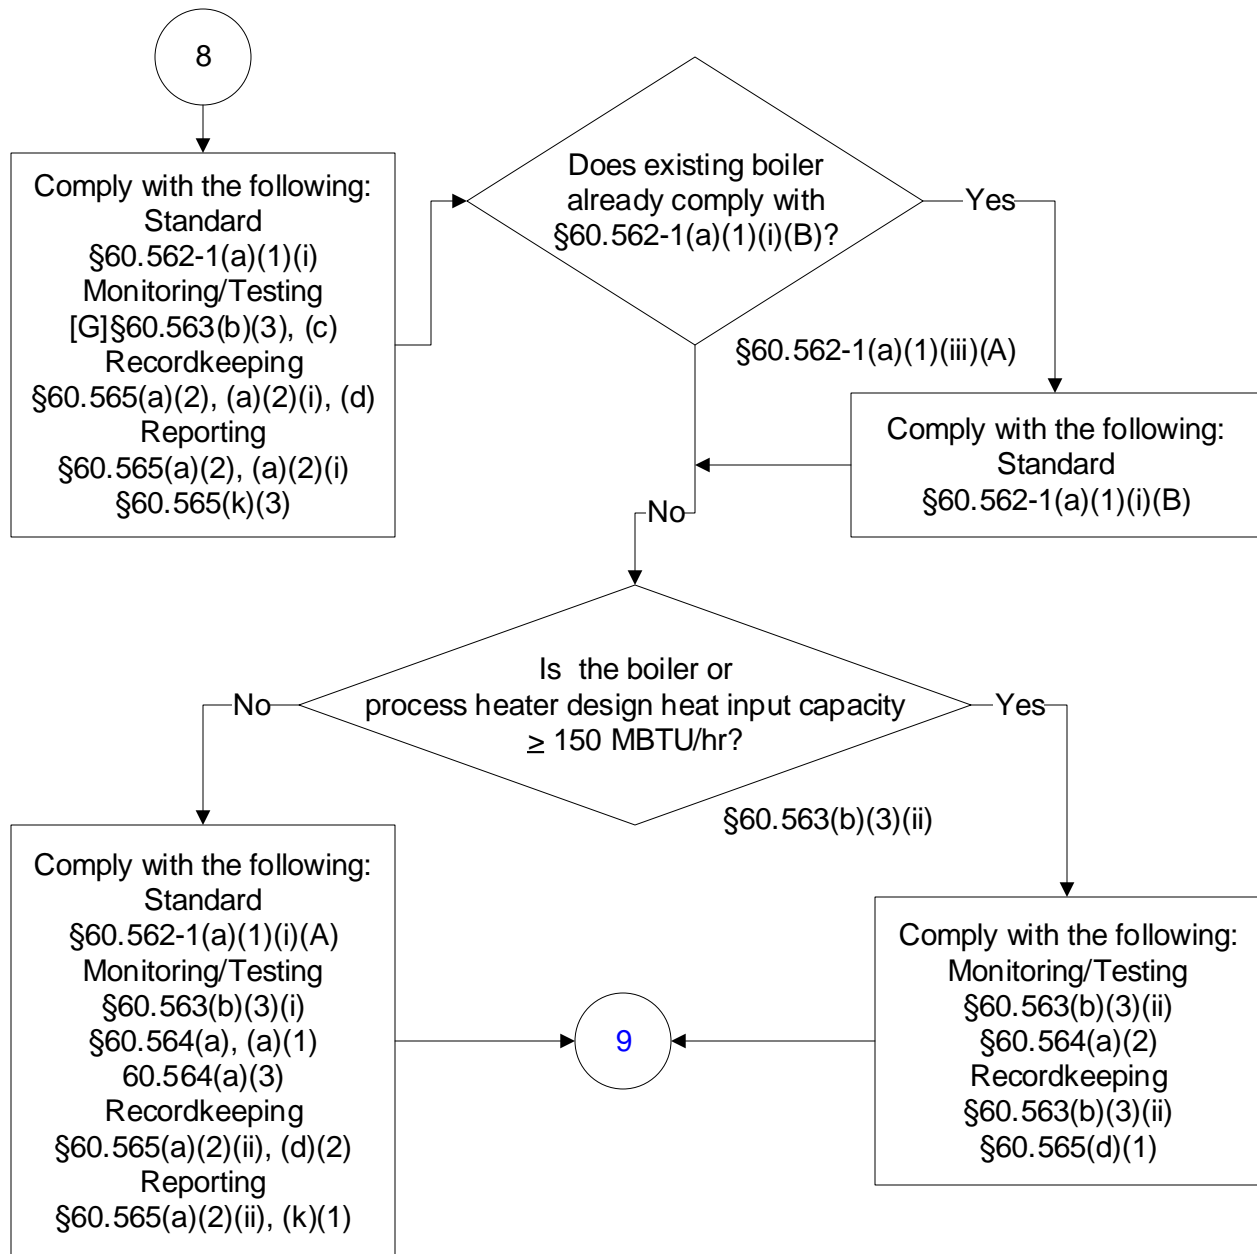 8
Comply with the following:
Standard
§60.562-1(a)(1)(i)
Monitoring/Testing
[G]§60.563(b)(3), (c)
Recordkeeping
§60.565(a)(2), (a)(2)(i), (d)
Reporting
§60.565(a)(2), (a)(2)(i)
§60.565(k)(3)
Does existing boiler
already comply with
§60.562-1(a)(1)(i)(B)?
Yes
§60.562-1(a)(1)(iii)(A)
Comply with the following:
Standard
§60.562-1(a)(1)(i)(B)
No
Is the boiler or
process heater design heat input capacity
≥ 150 MBTU/hr?
No
Yes
§60.563(b)(3)(ii)
Comply with the following:
Standard
§60.562-1(a)(1)(i)(A)
Monitoring/Testing
§60.563(b)(3)(i)
§60.564(a), (a)(1)
60.564(a)(3)
Recordkeeping
§60.565(a)(2)(ii), (d)(2)
Reporting
§60.565(a)(2)(ii), (k)(1)
9
Comply with the following:
Monitoring/Testing
§60.563(b)(3)(ii)
§60.564(a)(2)
Recordkeeping
§60.563(b)(3)(ii)
§60.565(d)(1)